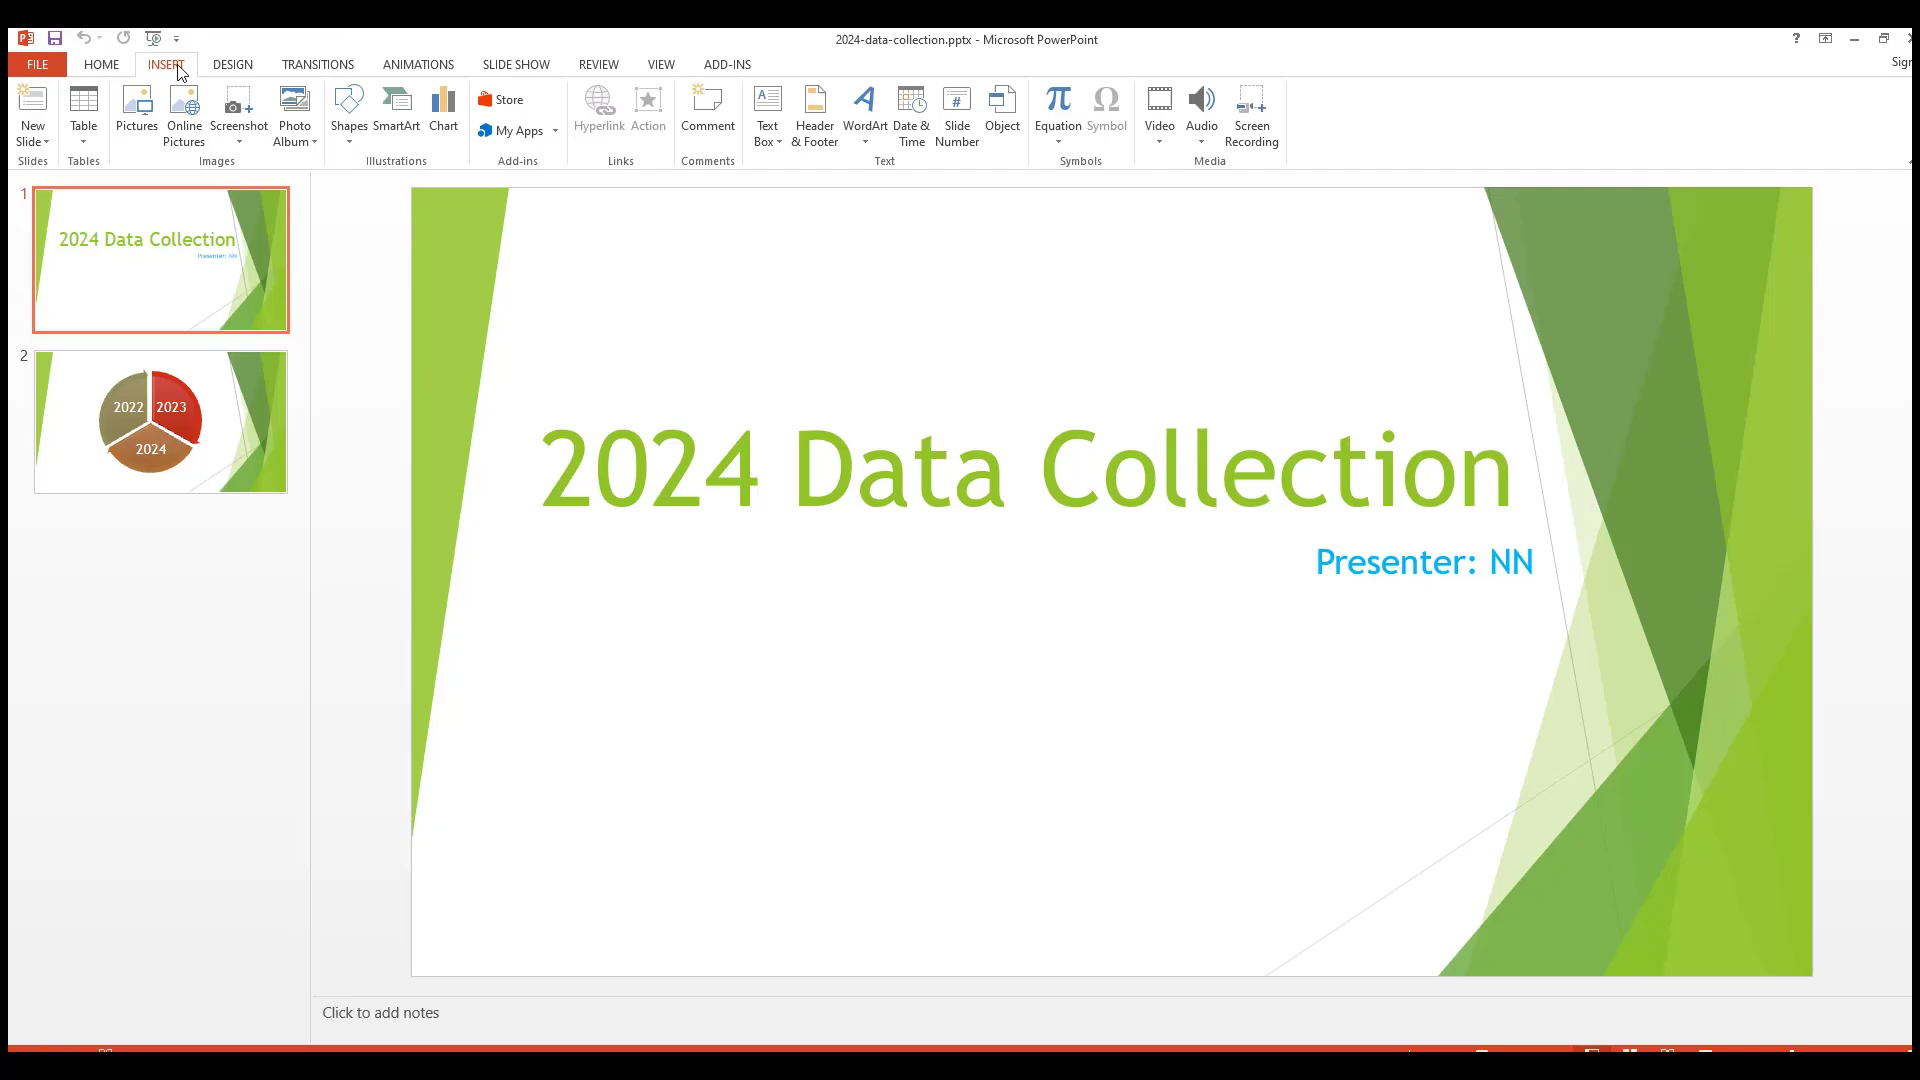 2024-data-collection.pptx - Microsoft PowerPoint
?
FILE HOME INSERT DESIGN TRANSITIONS ANIMATIONS SLIDE SHOW REVIEW VIEW ADD-INS
New Slide
Slides
Table
Tables
Pictures
Online Pictures
Screenshot
Photo Album
Images
Shapes
SmartArt
Chart
Illustrations
Store
My Apps
Add-ins
Hyperlink
Action
Links
Comment
Comments
Text Box
Header & Footer
WordArt
Date & Time
Slide Number
Object
Text
Equation
Symbol
Symbols
Video
Audio
Screen Recording
Media
1
2024 Data Collection
Presenter: NN
2
2022 2023
2024
2024 Data Collection
Presenter: NN
Click to add notes